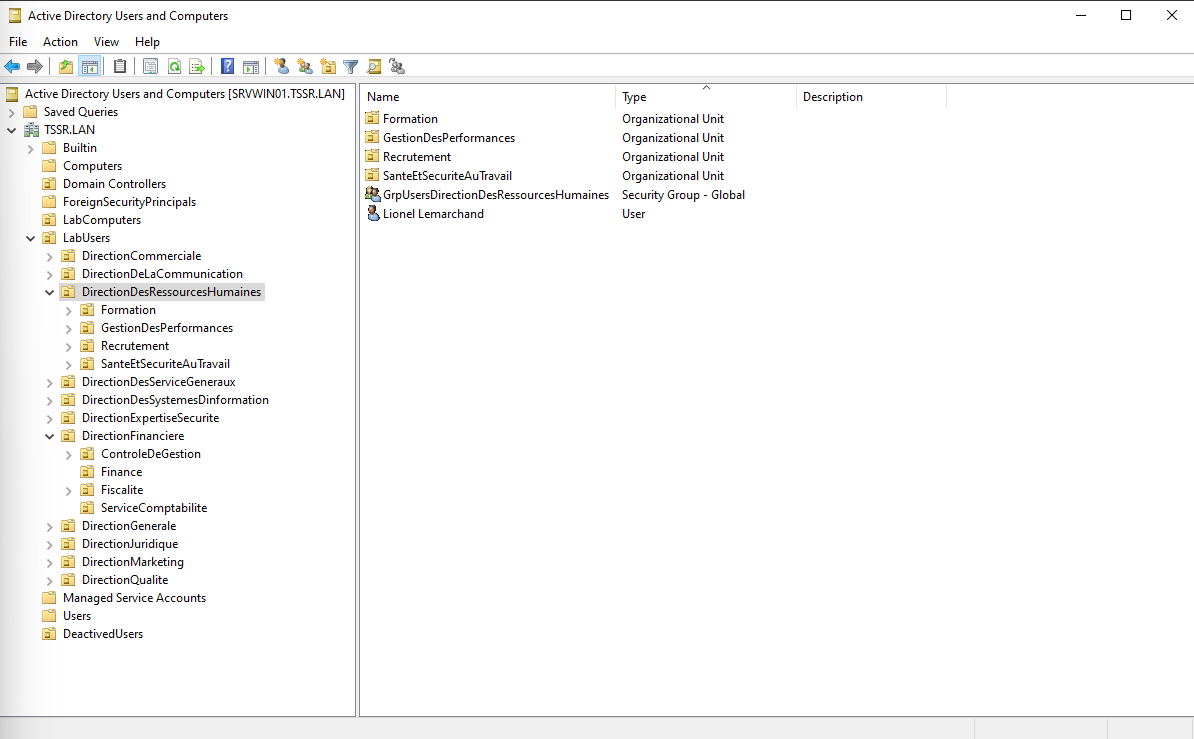 Active Directory Users and Computers
File Action View Help
Active Directory Users and Computers [SRVWIN01.TSSR.LAN]
Saved Queries
TSSR.LAN
Builtin
Computers
Domain Controllers
ForeignSecurityPrincipals
LabComputers
LabUsers
DirectionCommerciale
DirectionDeLaCommunication
DirectionDesRessourcesHumaines
Formation
GestionDesPerformances
Recrutement
SanteEtSecuriteAuTravail
DirectionDesServiceGeneraux
DirectionDesSystemesDinformation
DirectionExpertiseSecurite
DirectionFinanciere
ControleDeGestion
Finance
Fiscalite
ServiceComptabilite
DirectionGenerale
DirectionJuridique
DirectionMarketing
DirectionQualite
Managed Service Accounts
Users
DeactivedUsers
Name Type Description
Formation Organizational Unit
GestionDesPerformances Organizational Unit
Recrutement Organizational Unit
SanteEtSecuriteAuTravail Organizational Unit
GrpUsersDirectionDesRessourcesHumaines Security Group - Global
Lionel Lemarchand User